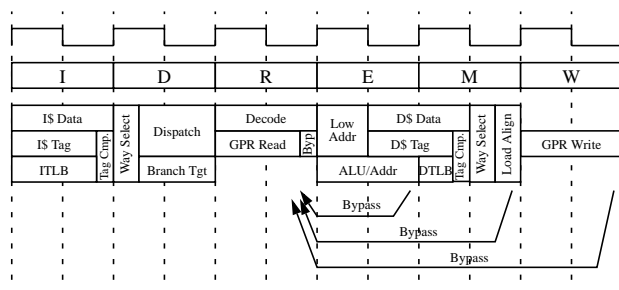 I D R E M W
I$ Data Decode D$ Data
Way Select Dispatch Low Addr Way Select Load Align
I$ Tag Tag Cmp. GPR Read Byp D$ Tag Tag Cmp. GPR Write
ITLB Branch Tgt ALU/Addr DTLB
Bypass
Bypass
Bypass